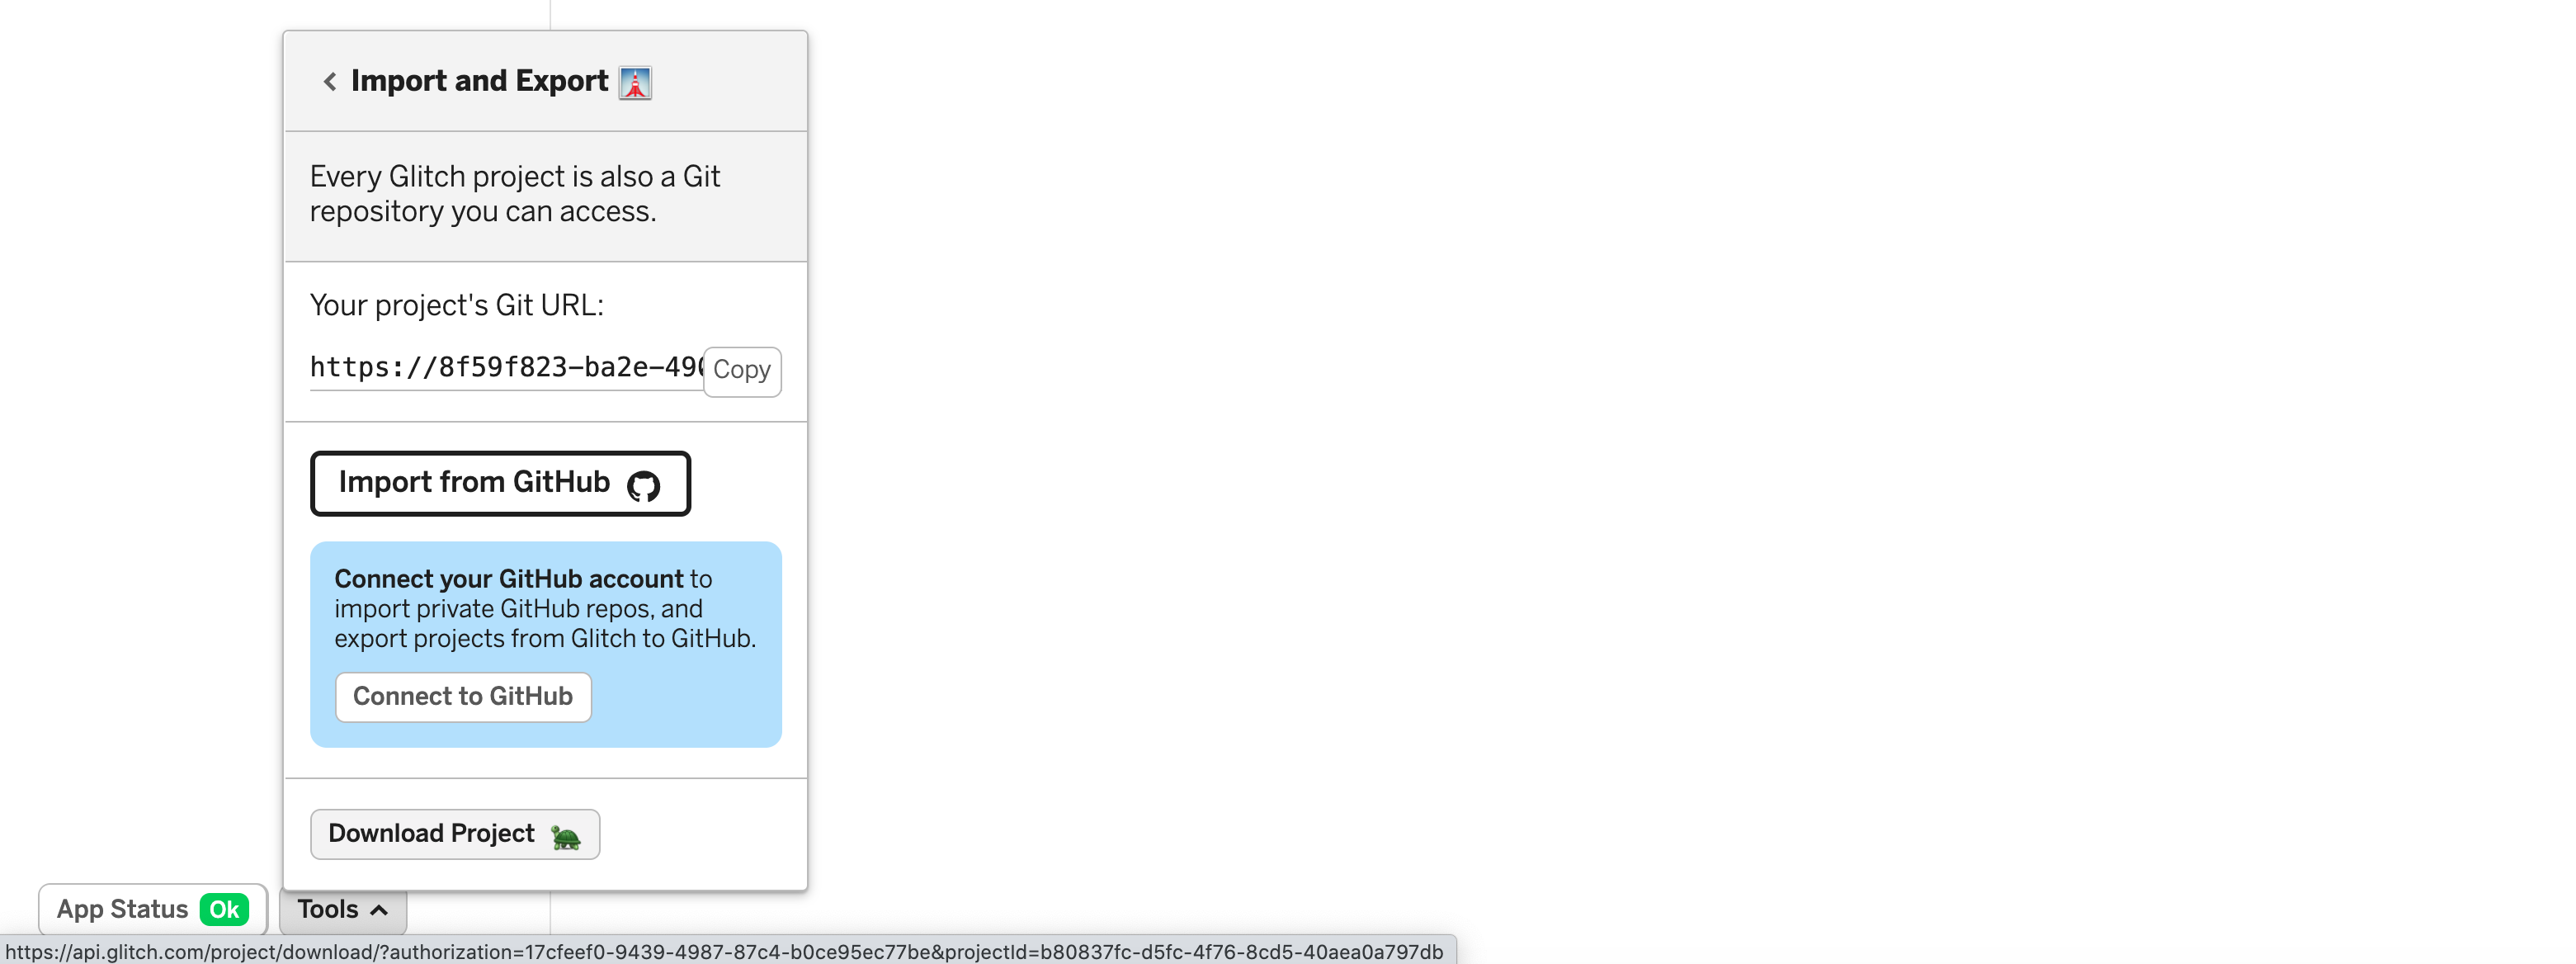 Import and Export
Every Glitch project is also a Git
repository you can access.
Your project's Git URL:
https://8f59f823-ba2e-49
Copy
Import from GitHub
Connect your GitHub account to
import private GitHub repos, and
export projects from Glitch to GitHub.
Connect to GitHub
Download Project
App Status Ok
Tools
https://api.glitch.com/project/download/?authorization=17cfeef0-9439-4987-87c4-b0ce95ec77be&projectId=b80837fc-d5fc-4f76-8cd5-40aea0a797db